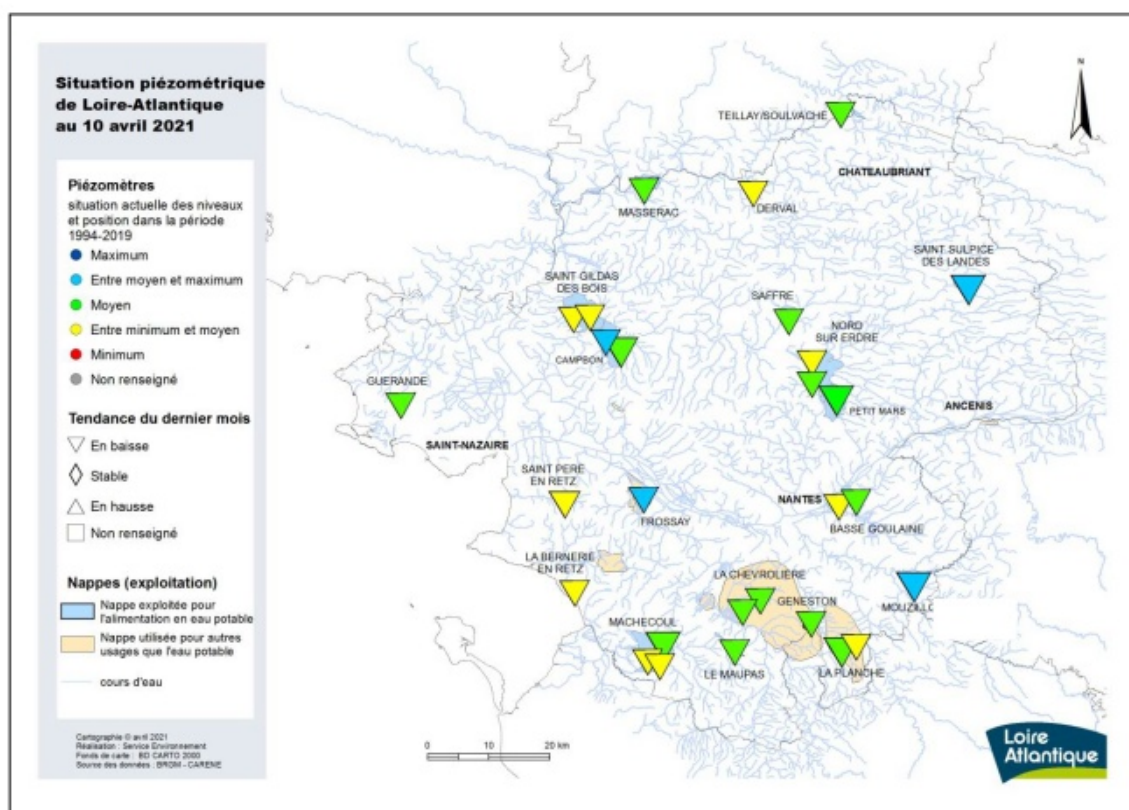 Situation piézométrique
de Loire-Atlantique
au 10 avril 2021
Piézomètres
situation actuelle des niveaux
et position dans la période
1994-2019
Maximum
Entre moyen et maximum
Moyen
Entre minimum et moyen
Minimum
Non renseigné
Tendance du dernier mois
En baisse
Stable
En hausse
Non renseigné
Nappes (exploitation)
Nappe exploitée pour
l'alimentation en eau potable
Nappe utilisée pour autres
usages que l'eau potable
cours d'eau
Cartographie © avril 2021
Réalisation : Service Environnement
Fonds de carte : BD CARTO 2000
Source des données : BRGM - CARENE
N
TEILLAY/SOULVACHE
CHATEAUBRIANT
MASSERAC
DERVAL
SAINT SULPICE
DES LANDES
SAINT GILDAS
DES BOIS
SAFFRE
NORD
SUR ERDRE
CAMPBON
GUERANDE
PETIT MARS
ANCENIS
SAINT-NAZAIRE
SAINT PERE
EN RETZ
FROSSAY
NANTES
BASSE GOULAINE
LA BERNERIE
EN RETZ
LA CHEVROLIÈRE
GENESTON
MOUZILLO
MACHECOUL
LE MAUPAS
LA PLANCHE
0 10 20 km
Loire
Atlantique